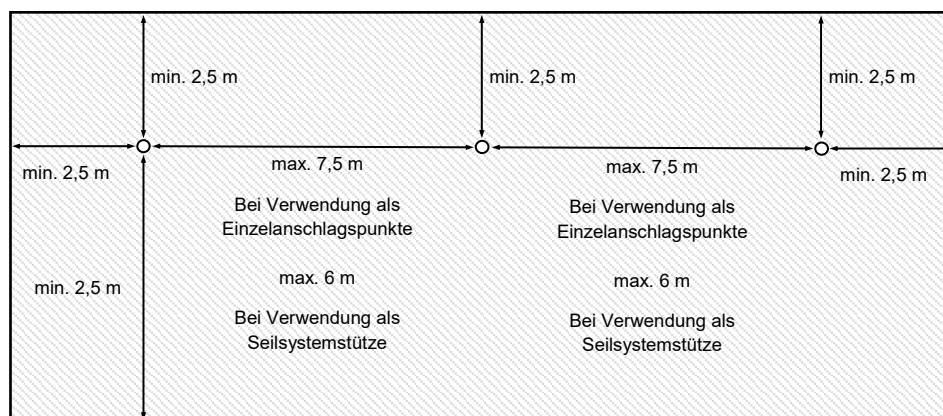 min. 2,5 m
min. 2,5 m
min. 2,5 m
min. 2,5 m
max. 7,5 m
max. 7,5 m
min. 2,5 m
Bei Verwendung als
Einzelanschlagspunkte
Bei Verwendung als
Einzelanschlagspunkte
min. 2,5 m
max. 6 m
max. 6 m
Bei Verwendung als
Seilsystemstütze
Bei Verwendung als
Seilsystemstütze